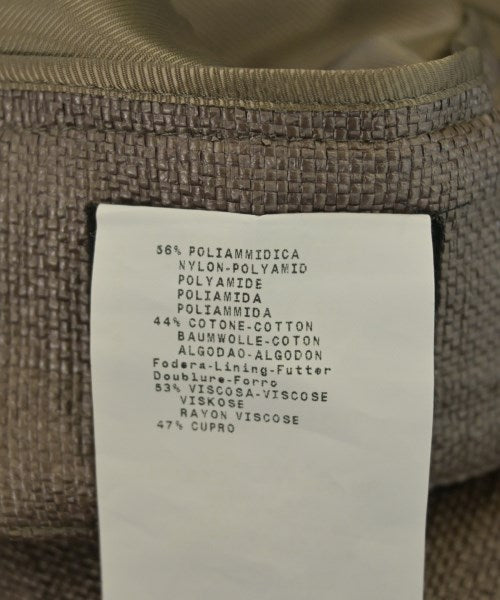 56% POLIAMMIDICA
NYLON-POLYAMID
POLYAMIDE
POLIAMIDA
POLIAMMIDA
44% COTONE-COTTON
BAUMWOLLE-COTON
ALGODAO-ALGODON
Fodera-Lining-Futter
Doublure-Forro
53% VISCOSA-VISCOSE
VISKOSE
RAYON VISCOSE
47% CUPRO